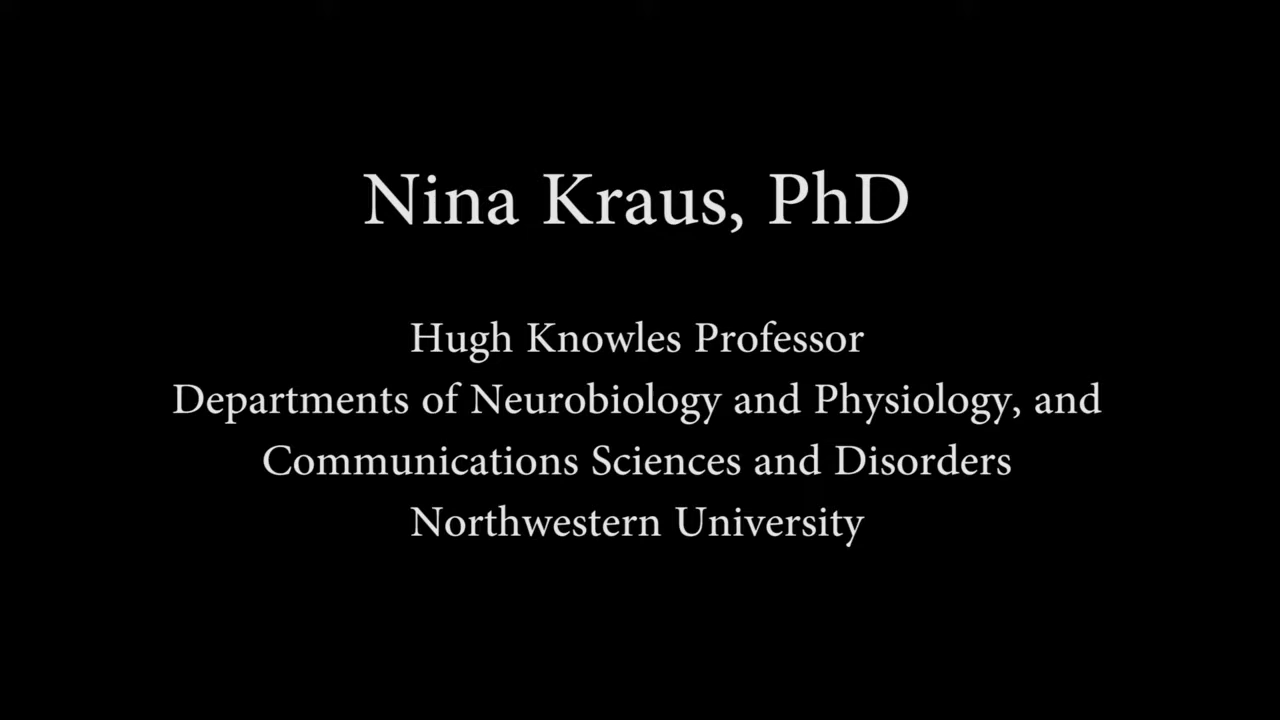 Nina Kraus, PhD
Hugh Knowles Professor
Departments of Neurobiology and Physiology, and
Communications Sciences and Disorders
Northwestern University